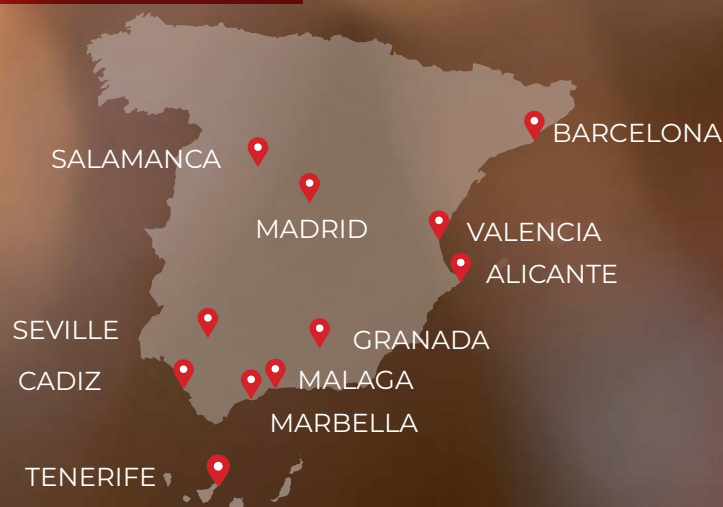 BARCELONA
SALAMANCA
MADRID
VALENCIA
ALICANTE
SEVILLE
GRANADA
CADIZ
MALAGA
MARBELLA
TENERIFE